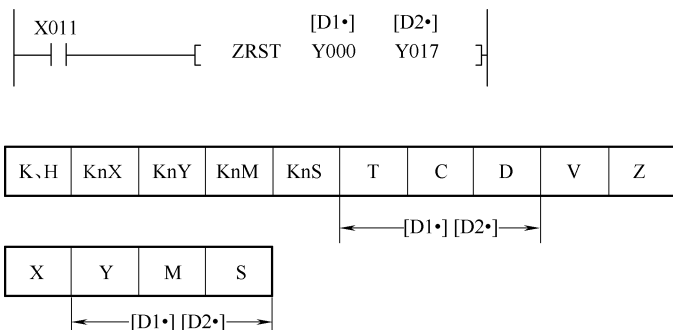 [D1•] [D2•]
X011
ZRST Y000 Y017
K、H KnX KnY KnM KnS T C D V Z
[D1•] [D2•]
X Y M S
[D1•] [D2•]